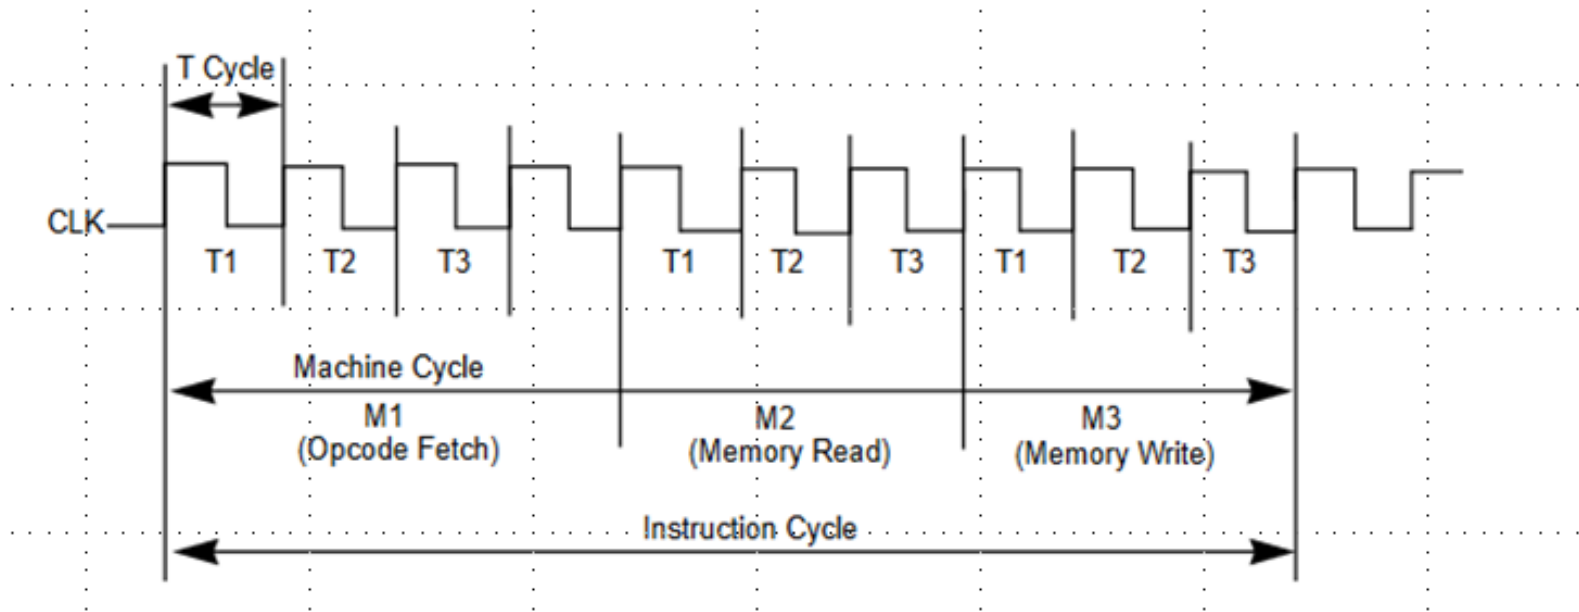 T Cycle
CLK
T1 T2 T3 T1 T2 T3 T1 T2 T3
Machine Cycle
M1 M2 M3
(Opcode Fetch) (Memory Read) (Memory Write)
Instruction Cycle